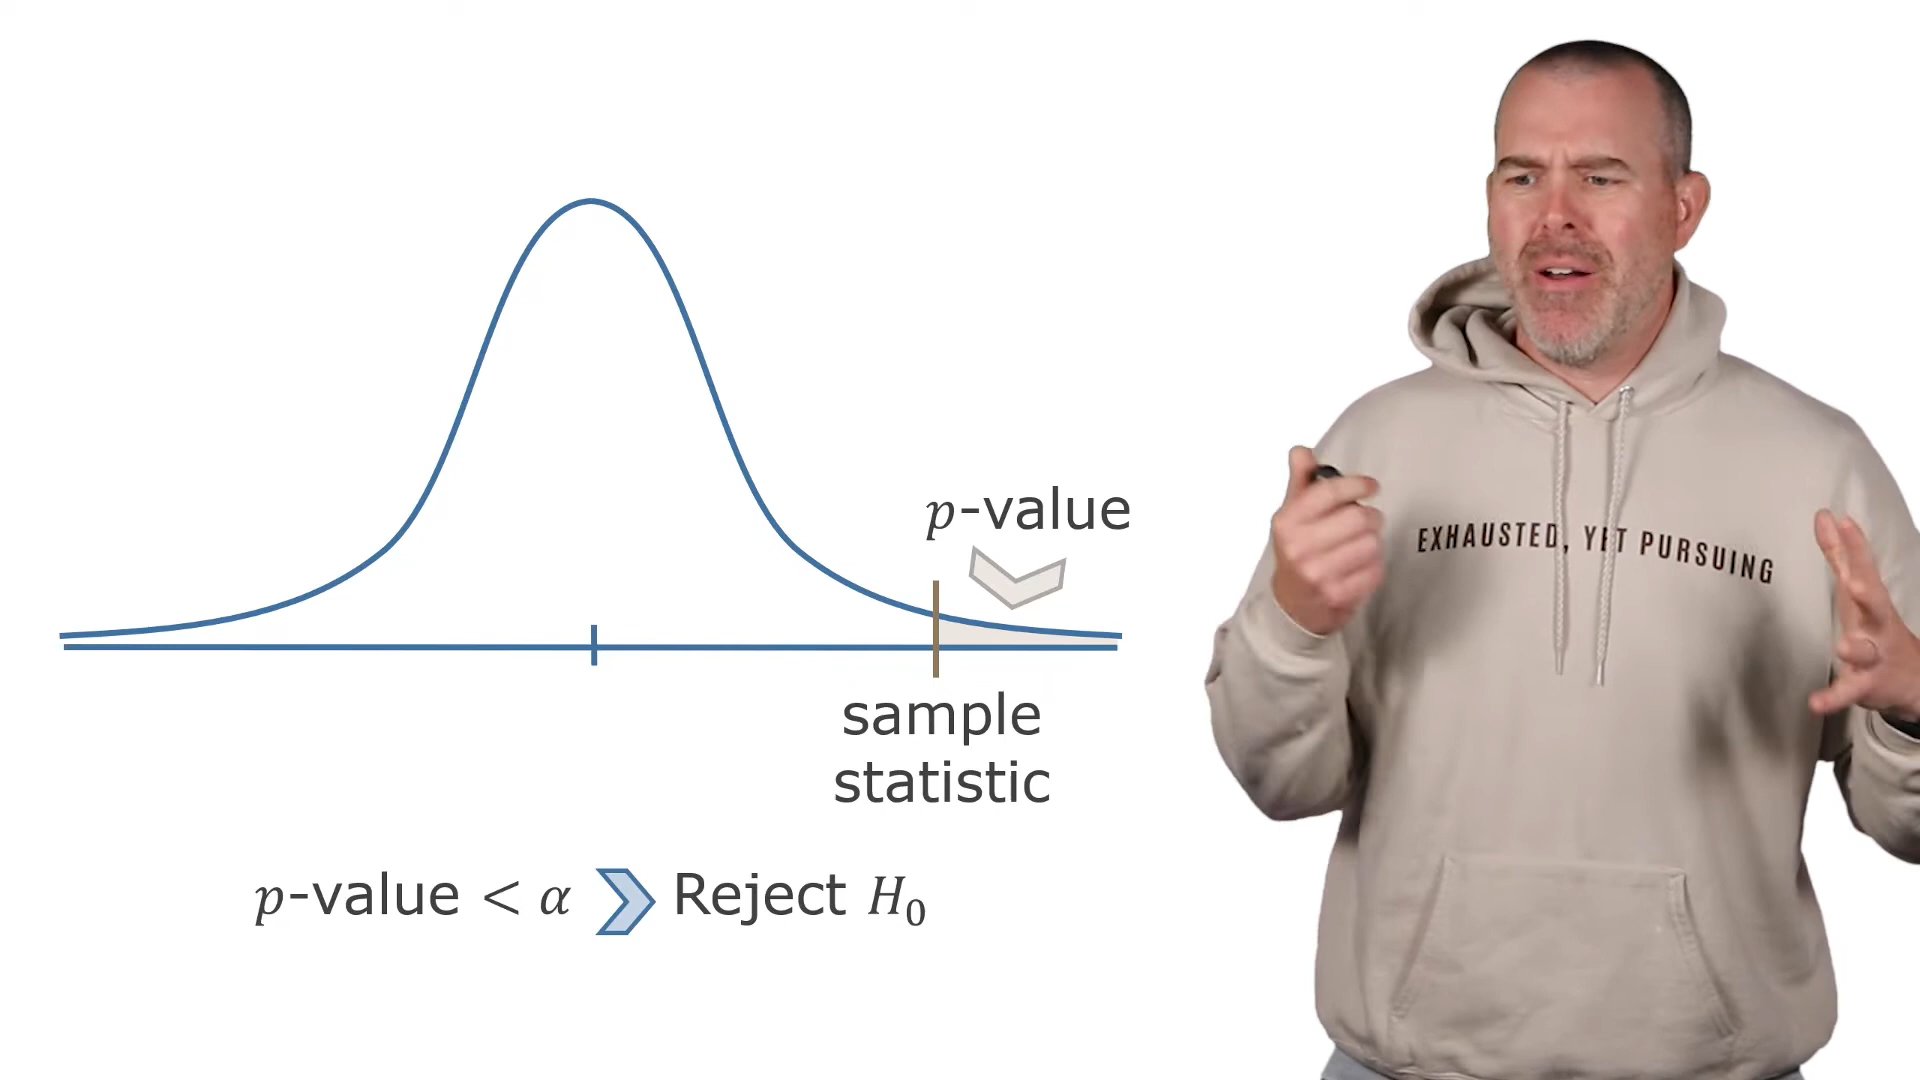 p-value
sample
statistic
p-value < α Reject H₀
EXHAUSTED, YET PURSUING